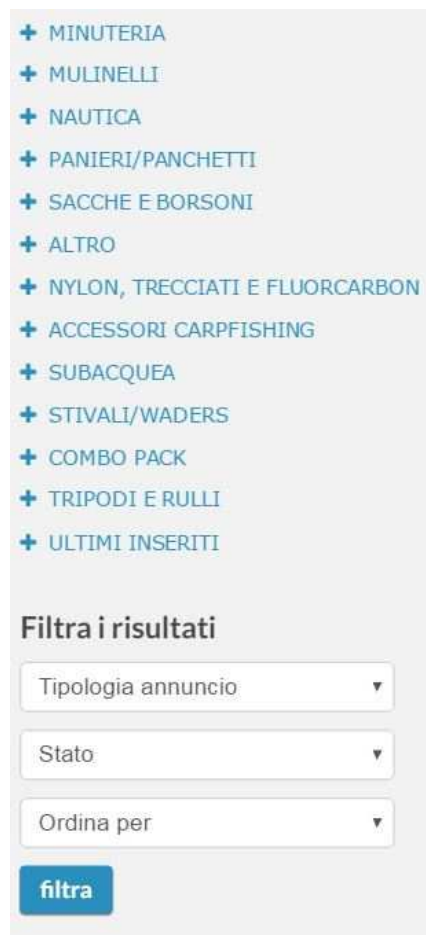 + MINUTERIA
+ MULINELLI
+ NAUTICA
+ PANIERI/PANCHETTI
+ SACCHE E BORSONI
+ ALTRO
+ NYLON, TRECCIATI E FLUORCARBON
+ ACCESSORI CARPFISHING
+ SUBACQUEA
+ STIVALI/WADERS
+ COMBO PACK
+ TRIPODI E RULLI
+ ULTIMI INSERITI
Filtra i risultati
Tipologia annuncio
Stato
Ordina per
filtra